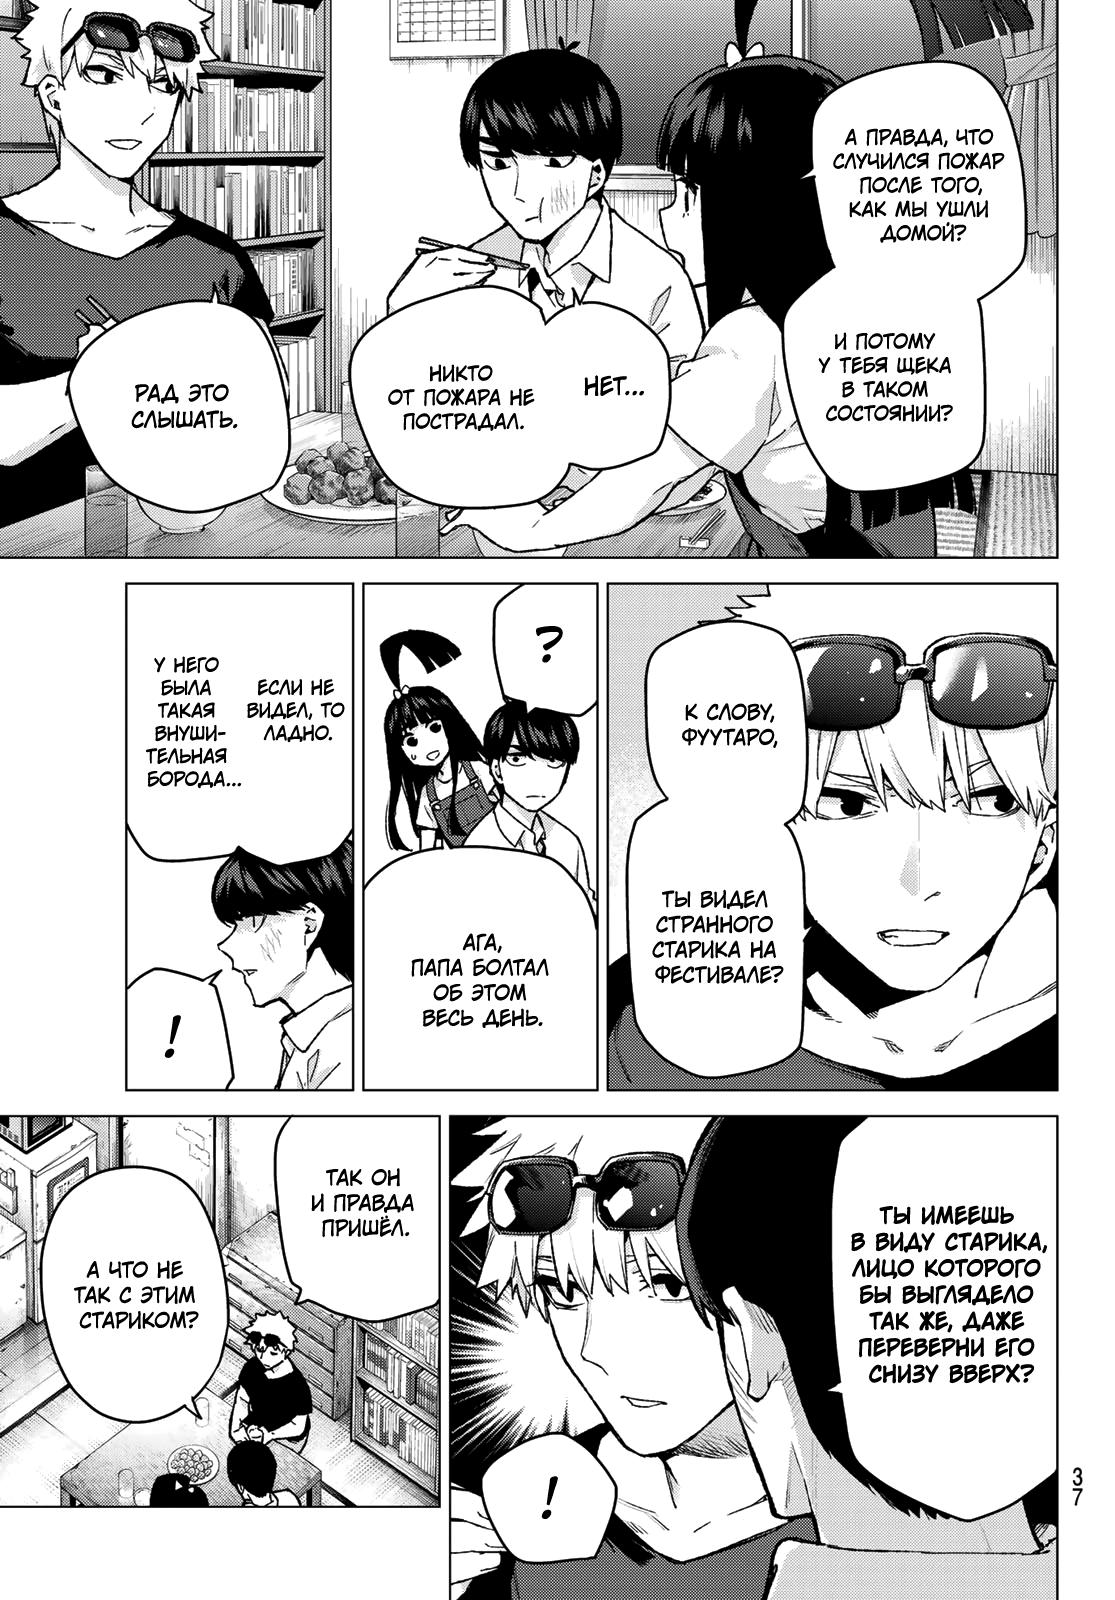 А ПРАВДА, ЧТО
СЛУЧИЛСЯ ПОЖАР
ПОСЛЕ ТОГО,
КАК МЫ УШЛИ
ДОМОЙ?
И ПОТОМУ
У ТЕБЯ ЩЕКА
В ТАКОМ
СОСТОЯНИИ?
НЕТ...
НИКТО
ОТ ПОЖАРА НЕ
ПОСТРАДАЛ.
РАД ЭТО
СЛЫШАТЬ.
К СЛОВУ,
ФУУТАРО,
ТЫ ВИДЕЛ
СТРАННОГО
СТАРИКА НА
ФЕСТИВАЛЕ?
?
АГА,
ПАПА БОЛТАЛ
ОБ ЭТОМ
ВЕСЬ ДЕНЬ.
ЕСЛИ НЕ
ВИДЕЛ, ТО
ЛАДНО.
У НЕГО
БЫЛА
ТАКАЯ
ВНУШИ-
ТЕЛЬНАЯ
БОРОДА...
!
ТЫ ИМЕЕШЬ
В ВИДУ СТАРИКА,
ЛИЦО КОТОРОГО
БЫ ВЫГЛЯДЕЛО
ТАК ЖЕ, ДАЖЕ
ПЕРЕВЕРНИ ЕГО
СНИЗУ ВВЕРХ?
!
ТАК ОН
И ПРАВДА
ПРИШЁЛ.
А ЧТО НЕ
ТАК С ЭТИМ
СТАРИКОМ?
37